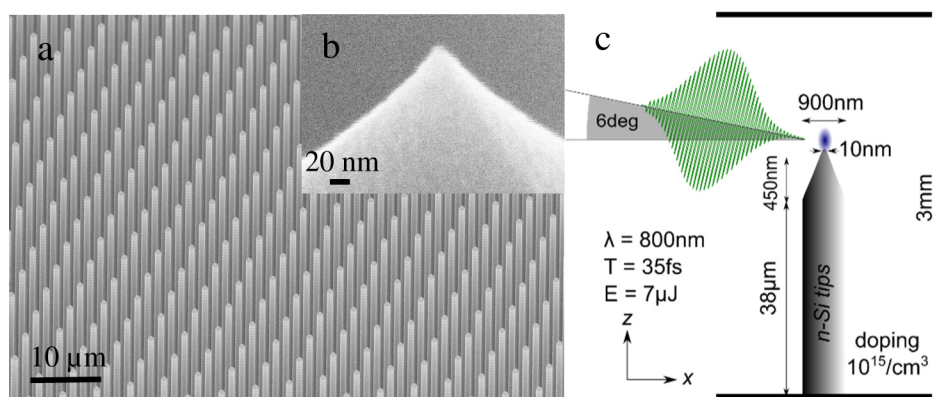 a
10 µm
b
20 nm
c
6deg
900nm
10nm
450nm
3mm
λ = 800nm
T = 35fs
E = 7µJ
38µm
n-Si tips
z
x
doping
10¹⁵/cm³